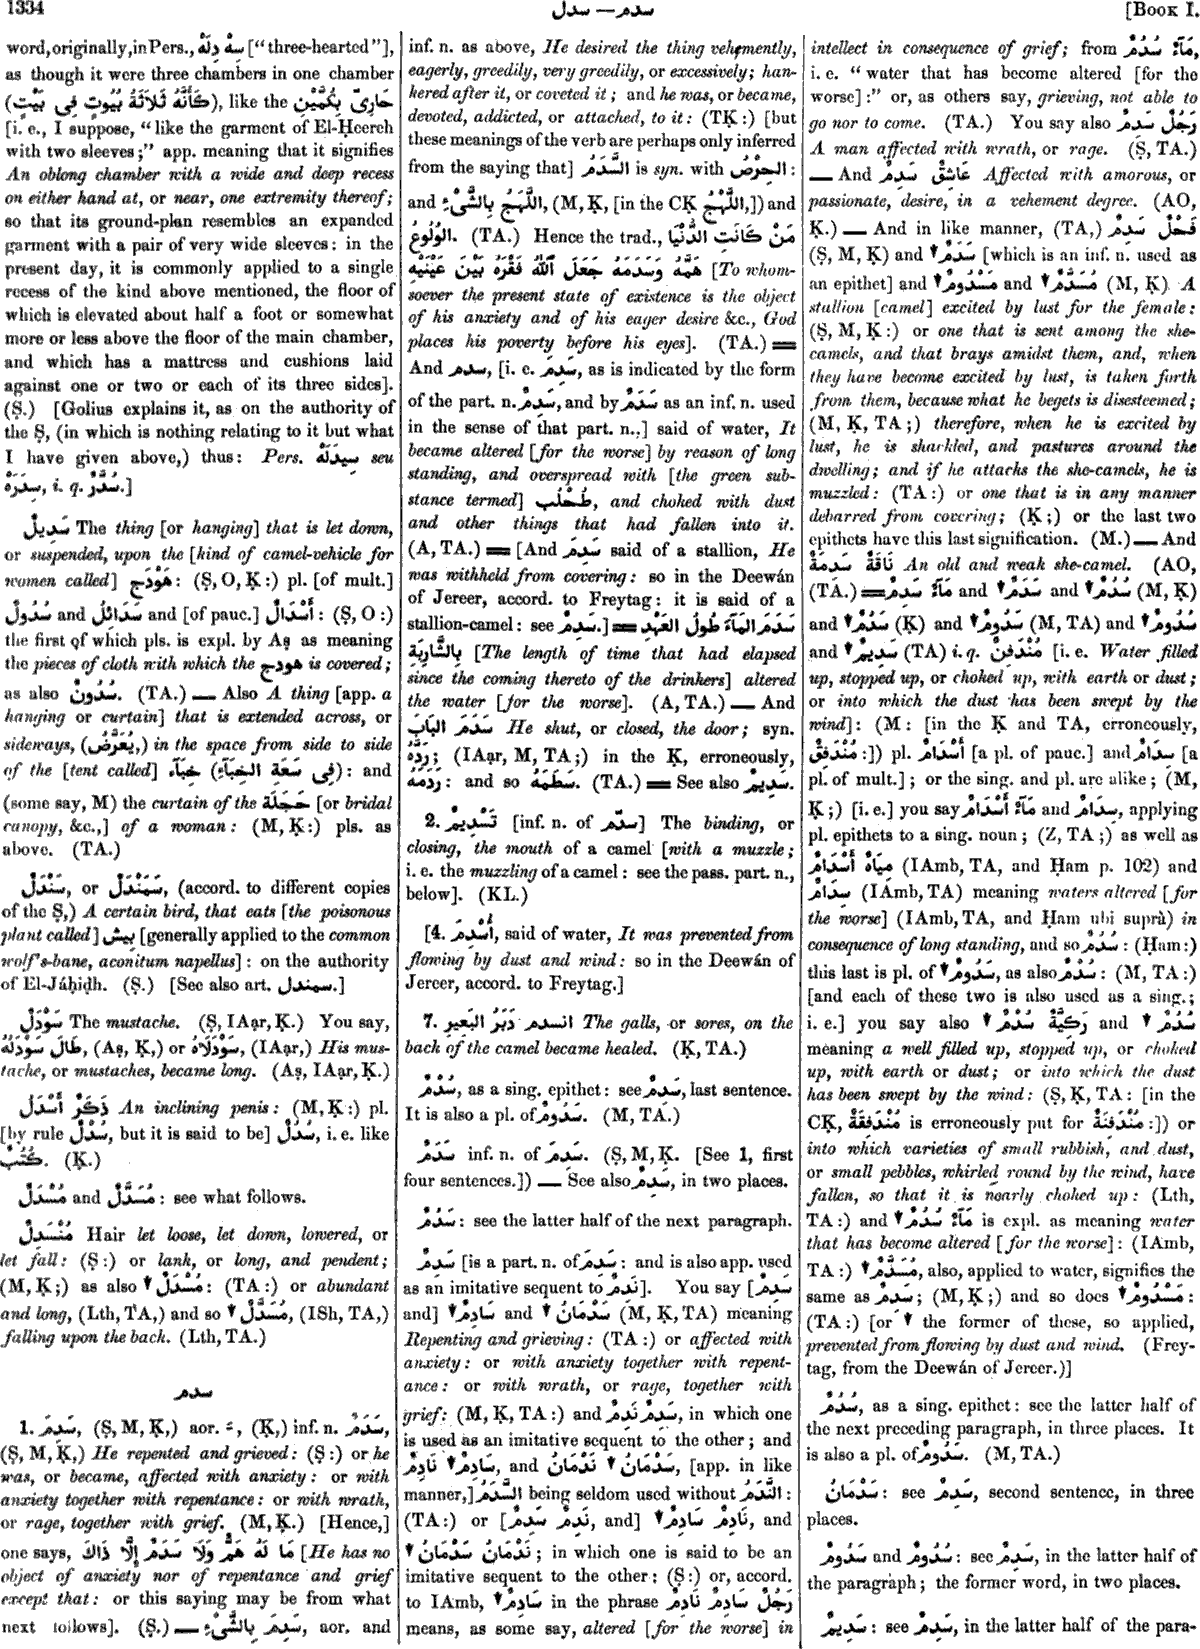 1334
سدل — سدم
[BOOK I.
word, originally, in Pers., سِهْ دِلَهْ [“three-hearted”],
as though it were three chambers in one chamber
(كَأَنَّهُ ثَلَاثَةُ بُيُوتٍ فِى بَيْتٍ), like the حَارِىّ بِكُمَّيْنِ
[i. e., I suppose, “like the garment of El-Ḥeereh
with two sleeves;” app. meaning that it signifies
An oblong chamber with a wide and deep recess
on either hand at, or near, one extremity thereof;
so that its ground-plan resembles an expanded
garment with a pair of very wide sleeves: in the
present day, it is commonly applied to a single
recess of the kind above mentioned, the floor of
which is elevated about half a foot or somewhat
more or less above the floor of the main chamber,
and which has a mattress and cushions laid
against one or two or each of its three sides].
(Ṣ.) [Golius explains it, as on the authority of
the Ṣ, (in which is nothing relating to it but what
I have given above,) thus: Pers. سِيدَلَهْ seu
سِدَرَهْ, i. q. سُدَّرْ.]
سَدِيلٌ The thing [or hanging] that is let down,
or suspended, upon the [kind of camel-vehicle for
women called] هَوْدَج: (Ṣ, O, Ḳ:) pl. [of mult.]
سُدُولٌ and سَدَائِلُ and [of pauc.] أَسْدَالٌ: (Ṣ, O:)
the first of which pls. is expl. by Aṣ as meaning
the pieces of cloth with which the هودج is covered;
as also سُدُونٌ. (TA.) — Also A thing [app. a
hanging or curtain] that is extended across, or
sideways, (يُعَرَّضُ,) in the space from side to side
of the [tent called] خِبَآء (فِى سَعَةِ الخِبَآءِ): and
(some say, M) the curtain of the حَجَلَة [or bridal
canopy, &c.,] of a woman: (M, Ḳ:) pls. as
above. (TA.)
سَنْدَلٌ, or سَمَنْدَلٌ, (accord. to different copies
of the Ṣ,) A certain bird, that eats [the poisonous
plant called] بِيش [generally applied to the common
wolf's-bane, aconitum napellus]: on the authority
of El-Jáḥidh. (Ṣ.) [See also art. سمندل.]
سَوْدَلٌ The mustache. (Ṣ, IAạr, Ḳ.) You say,
طَالَ سَوْدَلُهُ, (Aṣ, Ḳ,) or سَوْدَلَاهُ, (IAạr,) His mus-
tache, or mustaches, became long. (Aṣ, IAạr, Ḳ.)
ذَكَرٌ أَسْدَلُ An inclining penis: (M, Ḳ:) pl.
[by rule سُدْلٌ, but it is said to be] سُدُلٌ, i. e. like
كُتُبٌ. (Ḳ.)
مُسْدَلٌ and مُسَدَّلٌ: see what follows.
مُنْسَدِلٌ Hair let loose, let down, lowered, or
let fall: (Ṣ:) or lank, or long, and pendent;
(M, Ḳ;) as also مُسْدَلٌ: (TA:) or abundant
and long, (Lth, TA,) and so مُسَدَّلٌ, (ISh, TA,)
falling upon the back. (Lth, TA.)
سدم
1. سَدِمَ, (Ṣ, M, Ḳ,) aor. ـَ, (Ḳ,) inf. n. سَدَمٌ,
(Ṣ, M, Ḳ,) He repented and grieved: (Ṣ:) or he
was, or became, affected with anxiety: or with
anxiety together with repentance: or with wrath,
or rage, together with grief. (M, Ḳ.) [Hence,]
one says, مَا لَهُ هَمٌّ وَلَا سَدَمٌ إِلَّا ذَاكَ [He has no
object of anxiety nor of repentance and grief
except that: or this saying may be from what
next follows]. (Ṣ.) — سَدِمَ بِالشَّىْءِ, aor. and
inf. n. as above, He desired the thing vehemently,
eagerly, greedily, very greedily, or excessively; han-
kered after it, or coveted it; and he was, or became,
devoted, addicted, or attached, to it: (TḲ:) [but
these meanings of the verb are perhaps only inferred
from the saying that] السَّدَمُ is syn. with الحِرْصُ:
and اللَّهَجُ بِالشَّىْءِ, (M, Ḳ, [in the CḲ اللَّهْجُ,]) and
الوُلُوعُ. (TA.) Hence the trad., مَنْ كَانَتِ الدُّنْيَا
هَمَّهُ وَسَدَمَهُ جَعَلَ ٱللّٰهُ فَقْرَهُ بَيْنَ عَيْنَيْهِ [To whom-
soever the present state of existence is the object
of his anxiety and of his eager desire &c., God
places his poverty before his eyes]. (TA.) ═
And سدم, [i. e. سَدِمَ, as is indicated by the form
of the part. n. سَدِمٌ, and by سَدَمٌ as an inf. n. used
in the sense of that part. n.,] said of water, It
became altered [for the worse] by reason of long
standing, and overspread with [the green sub-
stance termed] طُحْلُب, and choked with dust
and other things that had fallen into it.
(A, TA.) ═ [And سَدِمَ said of a stallion, He
was withheld from covering: so in the Deewán
of Jereer, accord. to Freytag: it is said of a
stallion-camel: see سَدِمٌ.] ═ سَدَمَ المَآءَ طُولُ العَهْدِ
بِالشَّارِبَةِ [The length of time that had elapsed
since the coming thereto of the drinkers] altered
the water [for the worse]. (A, TA.) — And
سَدَمَ البَابَ He shut, or closed, the door; syn.
رَدَّهُ; (IAạr, M, TA;) in the Ḳ, erroneously,
رَدَمَهُ: and so سَطَمَهُ. (TA.) ═ See also سَدِيمٌ.
2. تَسْدِيمٌ [inf. n. of سدّم] The binding, or
closing, the mouth of a camel [with a muzzle;
i. e. the muzzling of a camel: see the pass. part. n.,
below]. (KL.)
[4. أُسْدِمَ, said of water, It was prevented from
flowing by dust and wind: so in the Deewán of
Jereer, accord. to Freytag.]
7. انسدم دَبَرُ البَعِيرِ The galls, or sores, on the
back of the camel became healed. (Ḳ, TA.)
سُدْمٌ, as a sing. epithet: see سَدِمٌ, last sentence.
It is also a pl. of سَدُومٌ. (M, TA.)
سَدَمٌ inf. n. of سَدِمَ. (Ṣ, M, Ḳ. [See 1, first
four sentences.]) — See also سَدِمٌ, in two places.
سَدُمٌ: see the latter half of the next paragraph.
سَدِمٌ [is a part. n. of سَدِمَ: and is also app. used
as an imitative sequent to نَدِمٌ]. You say [سَدِمٌ
and] سَادِمٌ and سَدْمَانُ (M, Ḳ, TA) meaning
Repenting and grieving: (TA:) or affected with
anxiety: or with anxiety together with repent-
ance: or with wrath, or rage, together with
grief: (M, Ḳ, TA:) and سَدِمٌ نَدِمٌ, in which one
is used as an imitative sequent to the other; and
سَادِمٌ نَادِمٌ, and سَدْمَانُ نَدْمَانُ, [app. in like
manner,] السَّدَمُ being seldom used without النَّدَمُ:
(TA:) or [نَدِمٌ سَدِمٌ, and] نَادِمٌ سَادِمٌ, and
نَدْمَانُ سَدْمَانُ; in which one is said to be an
imitative sequent to the other: (Ṣ:) or, accord.
to IAmb, سَادِمٌ in the phrase رَجُلٌ سَادِمٌ نَادِمٌ
means, as some say, altered [for the worse] in
intellect in consequence of grief; from مَآءٌ سُدُمٌ,
i. e. “water that has become altered [for the
worse]:” or, as others say, grieving, not able to
go nor to come. (TA.) You say also رَجُلٌ سَدِمٌ
A man affected with wrath, or rage. (Ṣ, TA.)
— And عَاشِقٌ سَدِمٌ Affected with amorous, or
passionate, desire, in a vehement degree. (AO,
Ḳ.) — And in like manner, (TA,) فَحْلٌ سَدِمٌ
(Ṣ, M, Ḳ) and سَدَمٌ [which is an inf. n. used as
an epithet] and مَسْدُومٌ and مُسَدَّمٌ (M, Ḳ) A
stallion [camel] excited by lust for the female:
(Ṣ, M, Ḳ:) or one that is sent among the she-
camels, and that brays amidst them, and, when
they have become excited by lust, is taken forth
from them, because what he begets is disesteemed;
(M, Ḳ, TA;) therefore, when he is excited by
lust, he is shackled, and pastures around the
dwelling; and if he attacks the she-camels, he is
muzzled: (TA:) or one that is in any manner
debarred from covering; (Ḳ;) or the last two
epithets have this last signification. (M.) — And
نَاقَةٌ سَدِمَةٌ An old and weak she-camel. (AO,
(TA.) ═ مَآءٌ سَدِمٌ and سَدَمٌ and سُدُمٌ (M, Ḳ)
and سَدُمٌ (Ḳ) and سَدُومٌ (M, TA) and سُدُومٌ
and سَدِيمٌ (TA) i. q. مُنْدَفِنٌ [i. e. Water filled
up, stopped up, or choked up, with earth or dust;
or into which the dust has been swept by the
wind]: (M: [in the Ḳ and TA, erroneously,
مُنْدَفِقٌ:]) pl. أَسْدَامٌ [a pl. of pauc.] and سِدَامٌ [a
pl. of mult.]; or the sing. and pl. are alike; (M,
Ḳ;) [i. e.] you say مَآءٌ أَسْدَامٌ and سِدَامٌ, applying
pl. epithets to a sing. noun; (Z, TA;) as well as
مِيَاهٌ أَسْدَامٌ (IAmb, TA, and Ḥam p. 102) and
سِدَامٌ (IAmb, TA) meaning waters altered [for
the worse] (IAmb, TA, and Ḥam ubi suprà) in
consequence of long standing, and so سُدُمٌ: (Ḥam:)
this last is pl. of سَدُومٌ, as also سُدْمٌ: (M, TA:)
[and each of these two is also used as a sing.;
i. e.] you say also رَكِيَّةٌ سُدْمٌ and سُدُمٌ
meaning a well filled up, stopped up, or choked
up, with earth or dust; or into which the dust
has been swept by the wind: (Ṣ, Ḳ, TA: [in the
CḲ, مُنْدَفِقَةٌ is erroneously put for مُنْدَفِنَةٌ:]) or
into which varieties of small rubbish, and dust,
or small pebbles, whirled round by the wind, have
fallen, so that it is nearly choked up: (Lth,
TA:) and مَآءٌ سُدُمٌ is expl. as meaning water
that has become altered [for the worse]: (IAmb,
TA:) مُسَدَّمٌ, also, applied to water, signifies the
same as سَدِمٌ; (M, Ḳ;) and so does مَسْدُومٌ:
(TA:) [or the former of these, so applied,
prevented from flowing by dust and wind. (Frey-
tag, from the Deewán of Jereer.)]
سُدُمٌ, as a sing. epithet: see the latter half of
the next preceding paragraph, in three places. It
is also a pl. of سَدُومٌ. (M, TA.)
سَدْمَانُ: see سَدِمٌ, second sentence, in three
places.
سَدُومٌ and سُدُومٌ: see سَدِمٌ, in the latter half of
the paragraph; the former word, in two places.
سَدِيمٌ: see سَدِمٌ, in the latter half of the para-